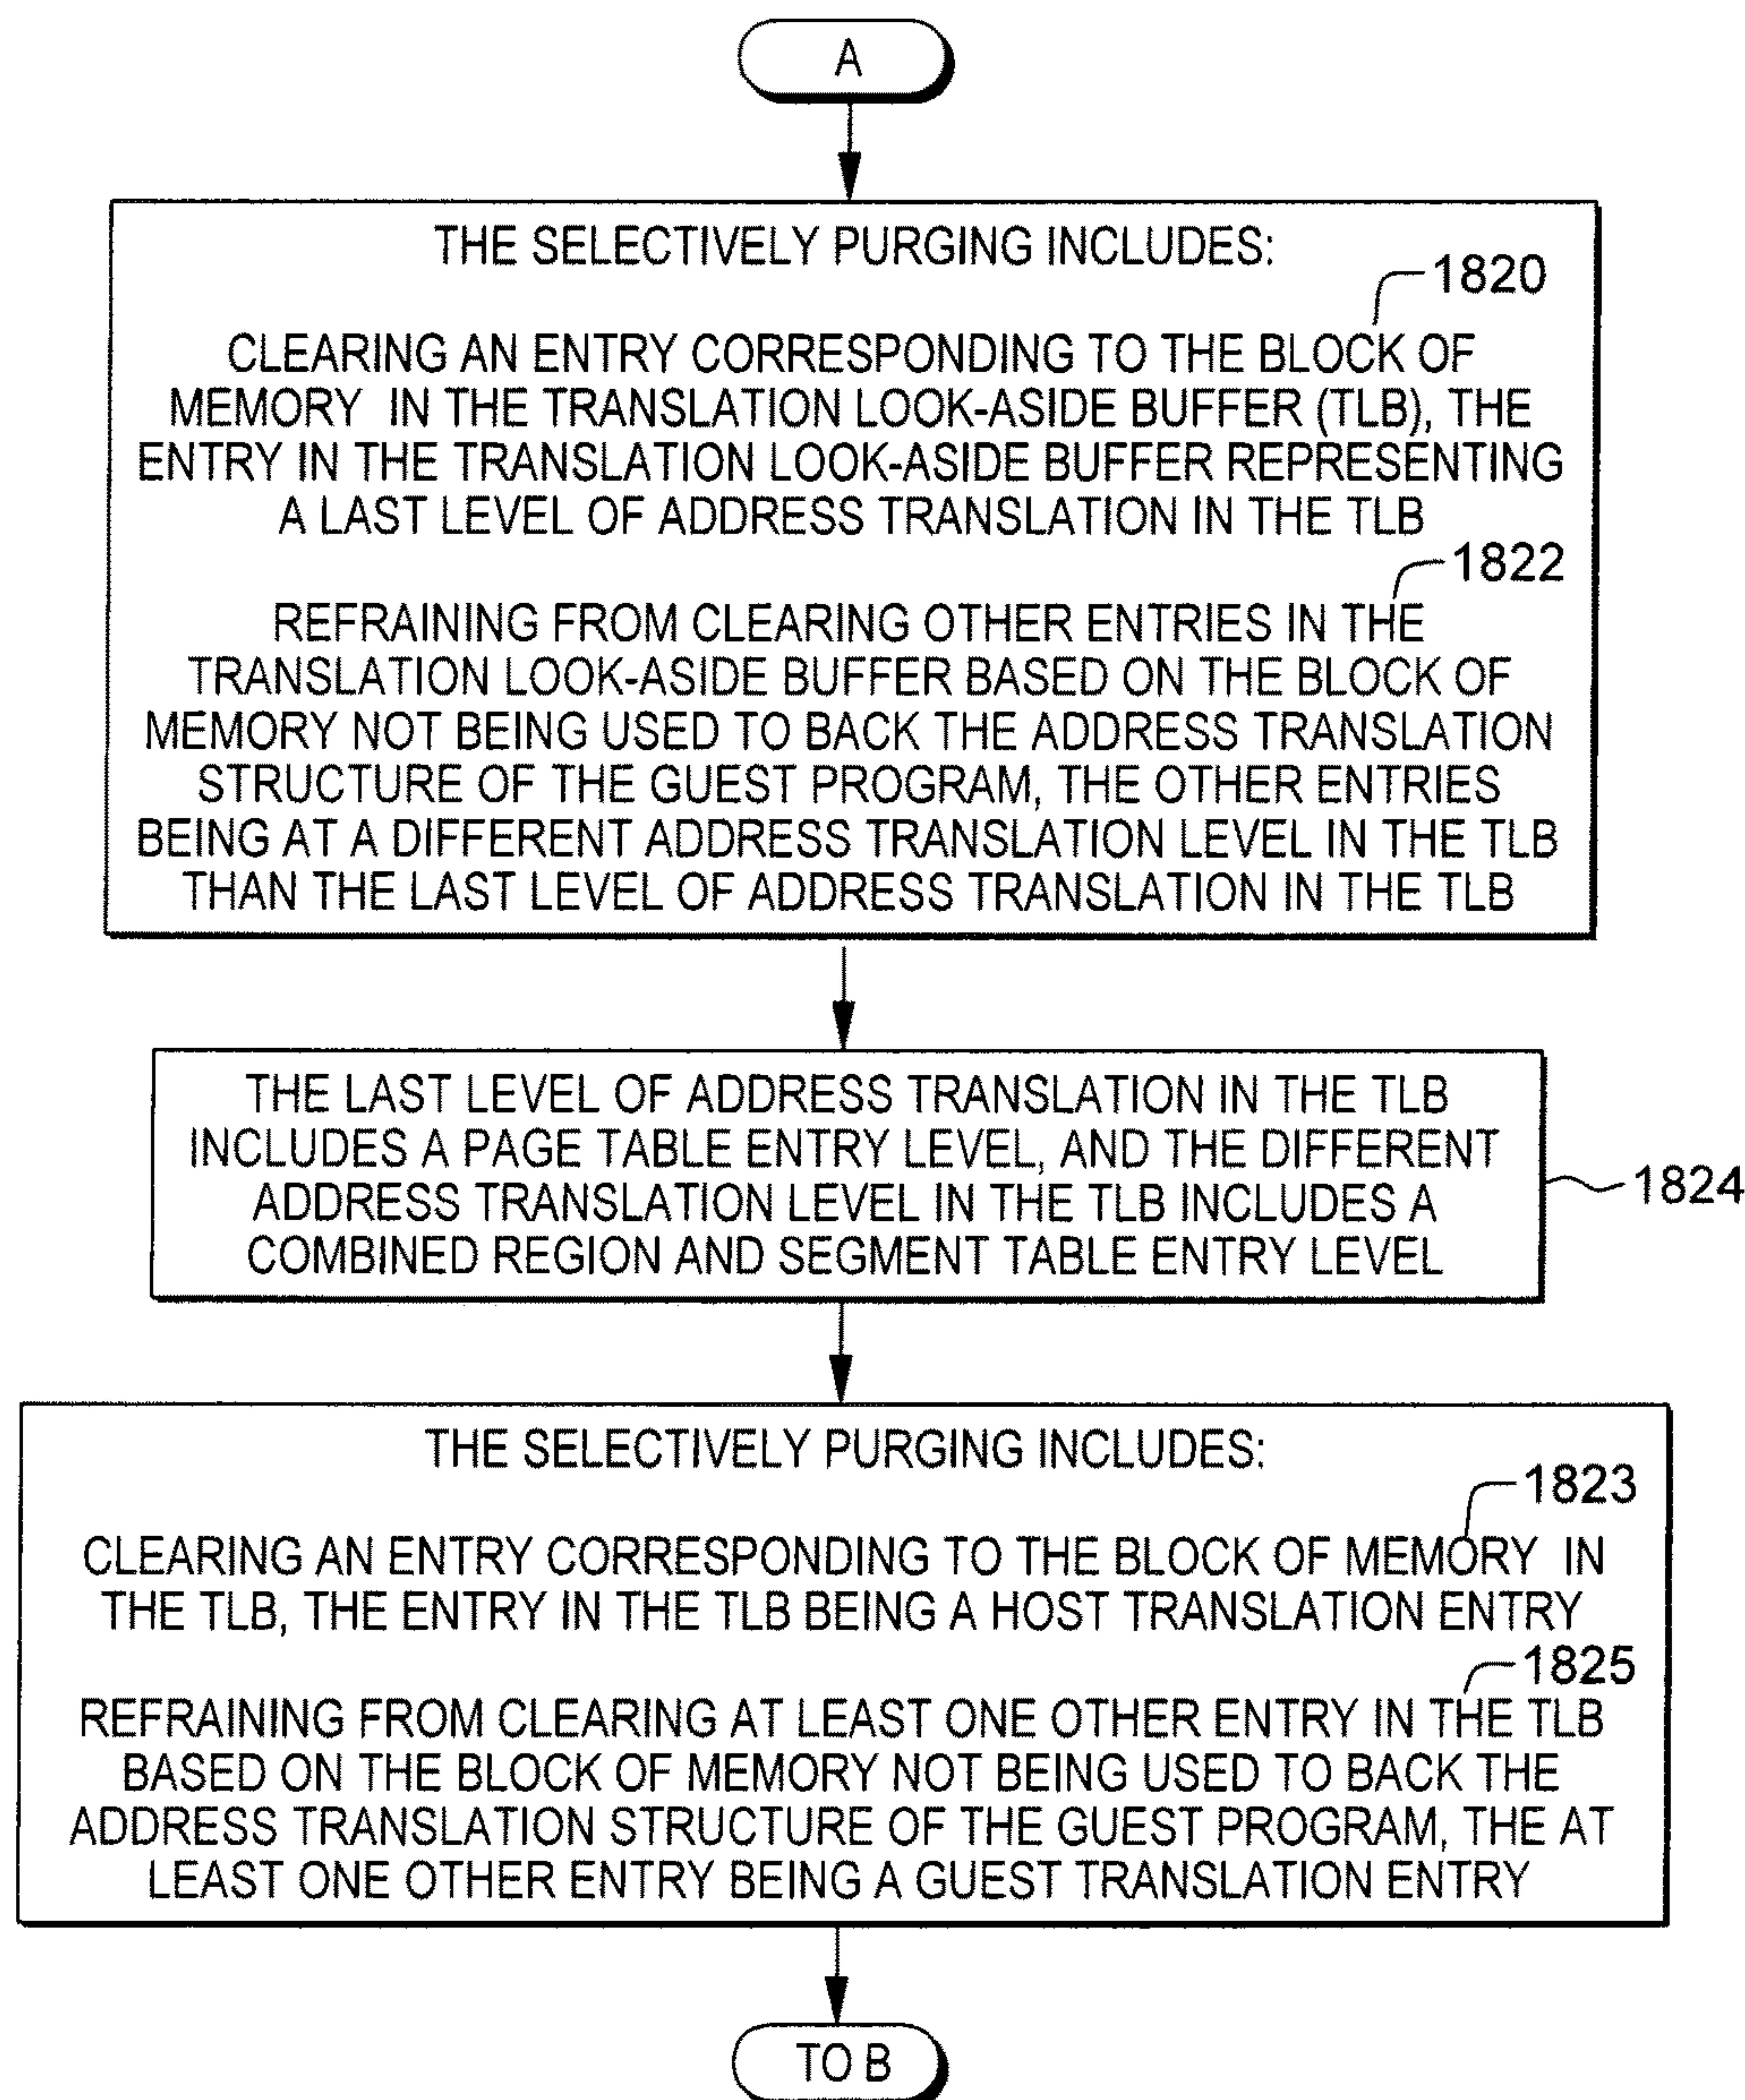 A
THE SELECTIVELY PURGING INCLUDES:
1820
CLEARING AN ENTRY CORRESPONDING TO THE BLOCK OF
MEMORY IN THE TRANSLATION LOOK-ASIDE BUFFER (TLB), THE
ENTRY IN THE TRANSLATION LOOK-ASIDE BUFFER REPRESENTING
A LAST LEVEL OF ADDRESS TRANSLATION IN THE TLB
1822
REFRAINING FROM CLEARING OTHER ENTRIES IN THE
TRANSLATION LOOK-ASIDE BUFFER BASED ON THE BLOCK OF
MEMORY NOT BEING USED TO BACK THE ADDRESS TRANSLATION
STRUCTURE OF THE GUEST PROGRAM, THE OTHER ENTRIES
BEING AT A DIFFERENT ADDRESS TRANSLATION LEVEL IN THE TLB
THAN THE LAST LEVEL OF ADDRESS TRANSLATION IN THE TLB
THE LAST LEVEL OF ADDRESS TRANSLATION IN THE TLB
INCLUDES A PAGE TABLE ENTRY LEVEL, AND THE DIFFERENT
ADDRESS TRANSLATION LEVEL IN THE TLB INCLUDES A
COMBINED REGION AND SEGMENT TABLE ENTRY LEVEL
1824
THE SELECTIVELY PURGING INCLUDES:
1823
CLEARING AN ENTRY CORRESPONDING TO THE BLOCK OF MEMORY IN
THE TLB, THE ENTRY IN THE TLB BEING A HOST TRANSLATION ENTRY
1825
REFRAINING FROM CLEARING AT LEAST ONE OTHER ENTRY IN THE TLB
BASED ON THE BLOCK OF MEMORY NOT BEING USED TO BACK THE
ADDRESS TRANSLATION STRUCTURE OF THE GUEST PROGRAM, THE AT
LEAST ONE OTHER ENTRY BEING A GUEST TRANSLATION ENTRY
TO B